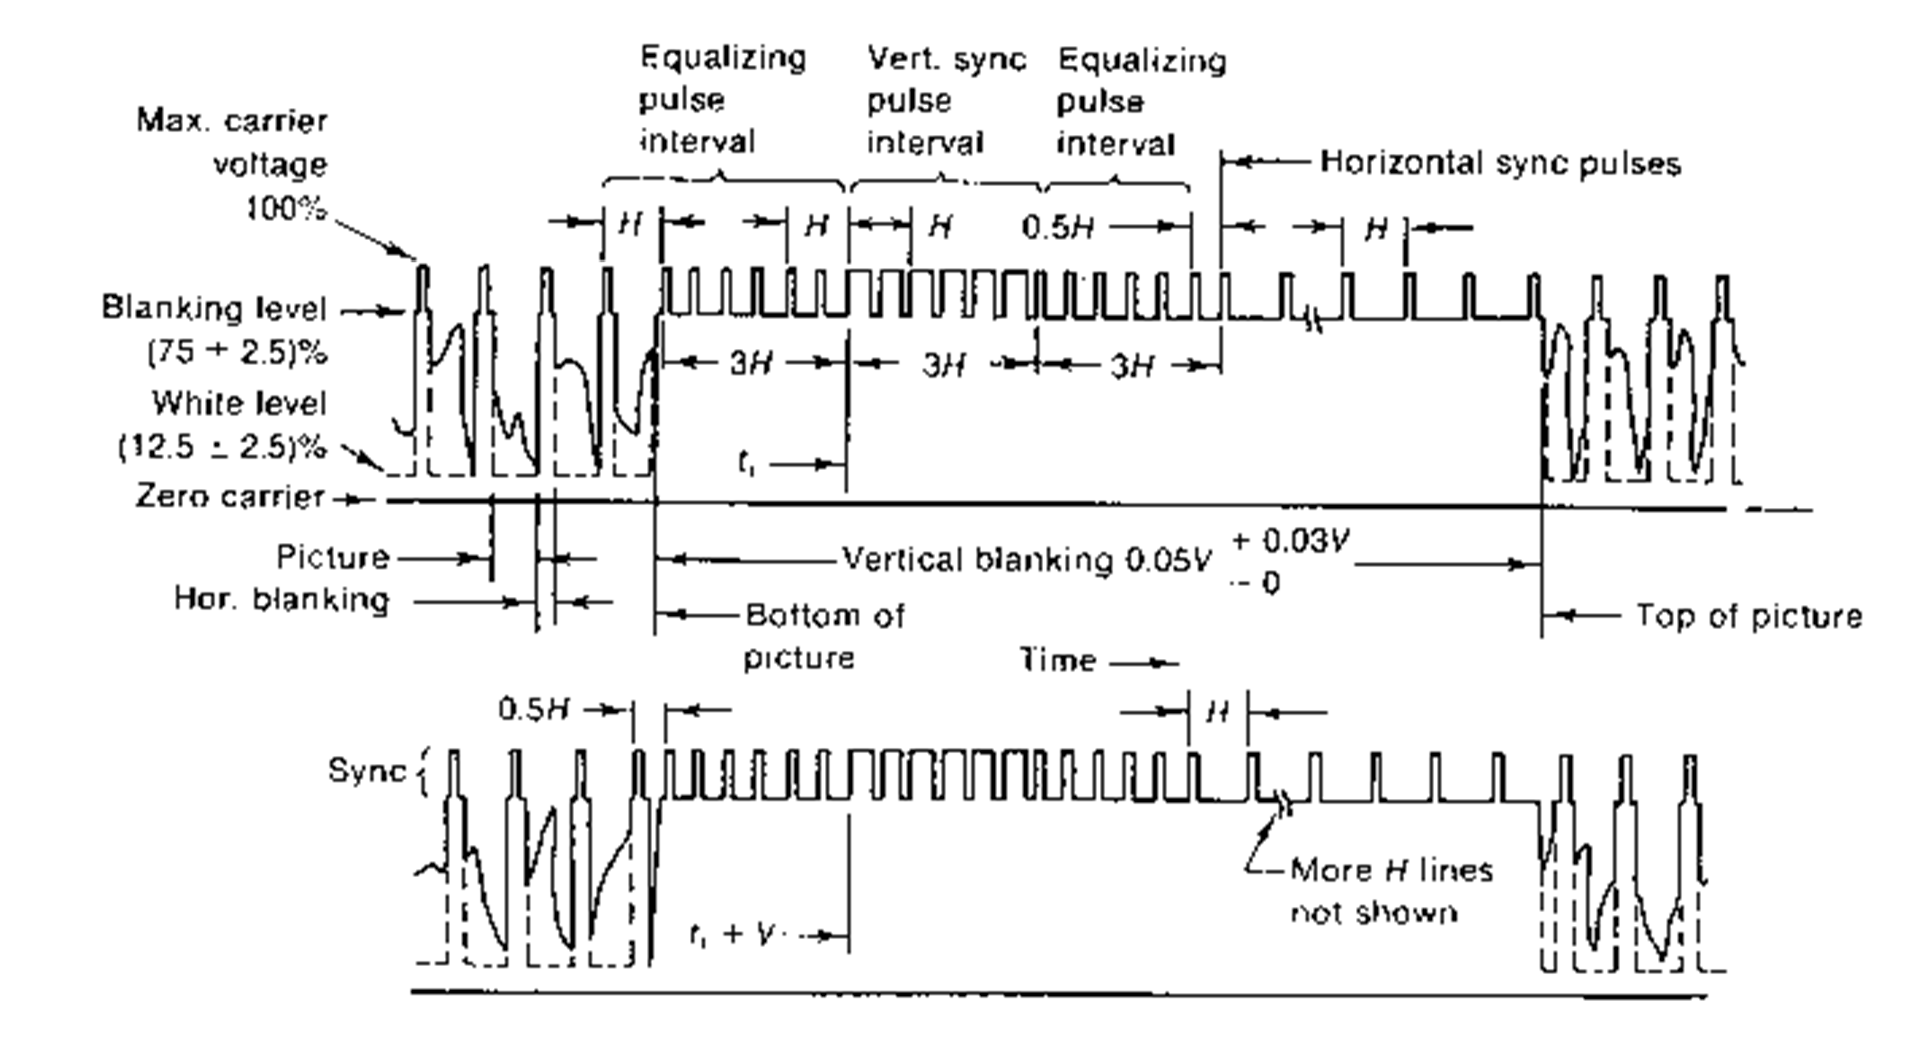 Equalizing
pulse
interval
Vert. sync
pulse
interval
Equalizing
pulse
interval
Max. carrier
voltage
100%
Horizontal sync pulses
H
H
H
0.5H
H
Blanking level
(75 + 2.5)%
3H
3H
3H
White level
(12.5 ± 2.5)%
t₁
Zero carrier
Picture
Vertical blanking 0.05V + 0.03V
- 0
Hor. blanking
Bottom of
picture
Top of picture
Time
0.5H
H
Sync
More H lines
not shown
t₁ + V